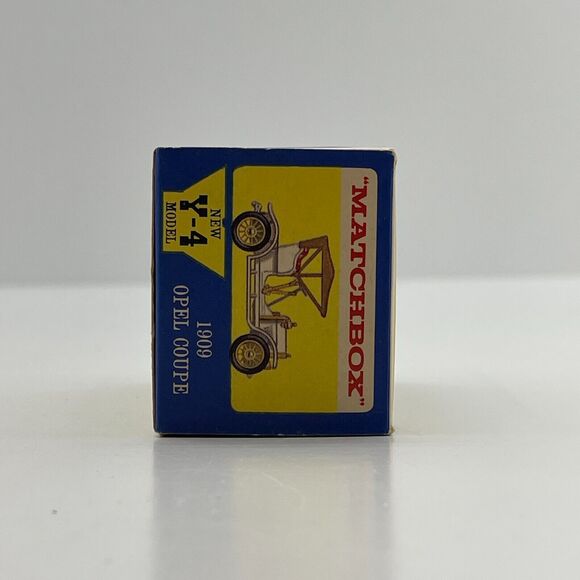 "MATCHBOX"
NEW
Y-4
MODEL
1909
OPEL COUPE